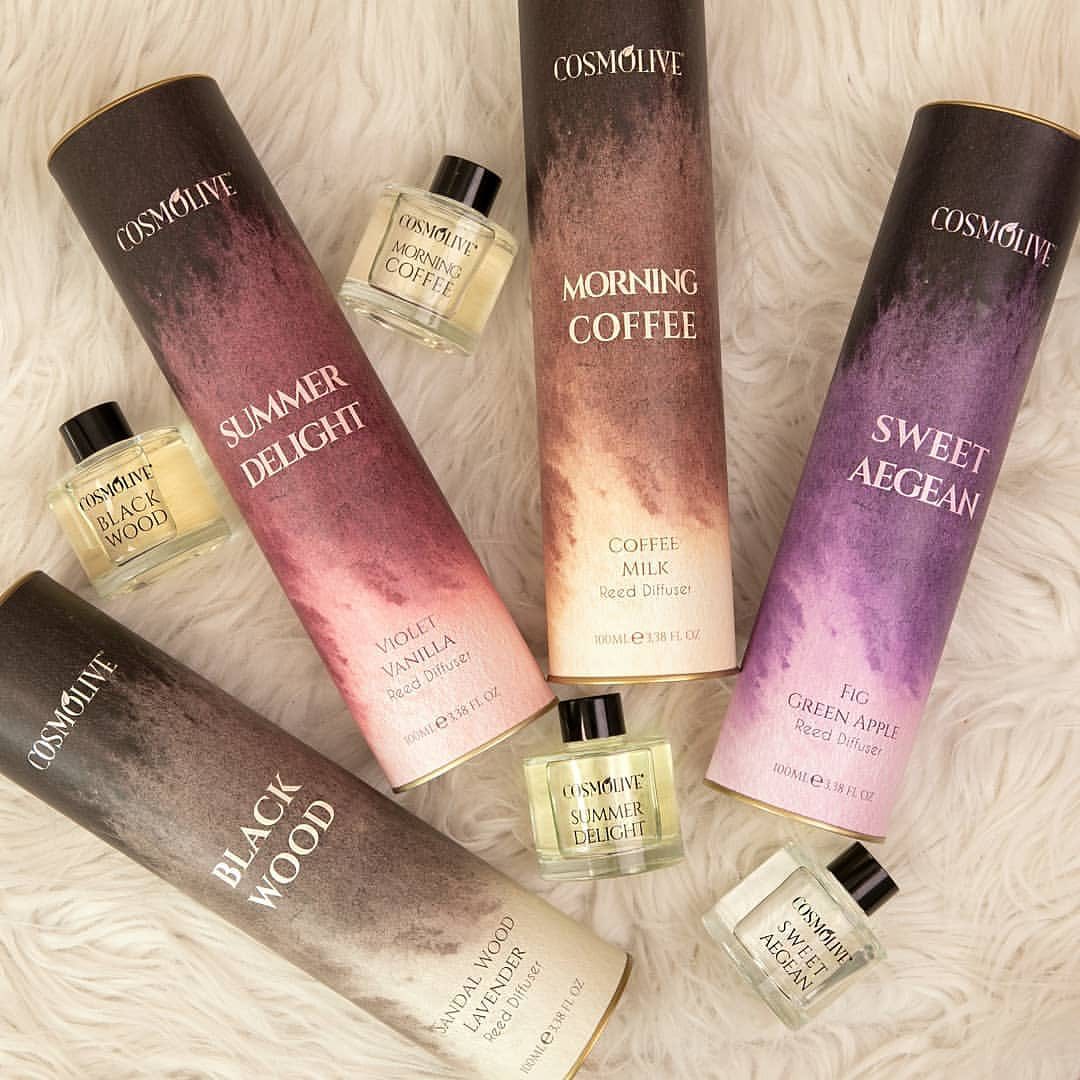 COSMOLIVE®
SUMMER
DELIGHT
VIOLET
VANILLA
Reed Diffuser
100ML e 3.38 FL OZ
COSMOLIVE®
MORNING
COFFEE
COSMOLIVE®
MORNING
COFFEE
COFFEE
MILK
Reed Diffuser
100ML e 3.38 FL OZ
COSMOLIVE®
SWEET
AEGEAN
FIG
GREEN APPLE
Reed Diffuser
100ML e 3.38 FL OZ
COSMOLIVE®
BLACK
WOOD
COSMOLIVE®
BLACK
WOOD
SANDAL WOOD
LAVENDER
Reed Diffuser
100ML e 3.38 FL OZ
COSMOLIVE®
SUMMER
DELIGHT
COSMOLIVE®
SWEET
AEGEAN